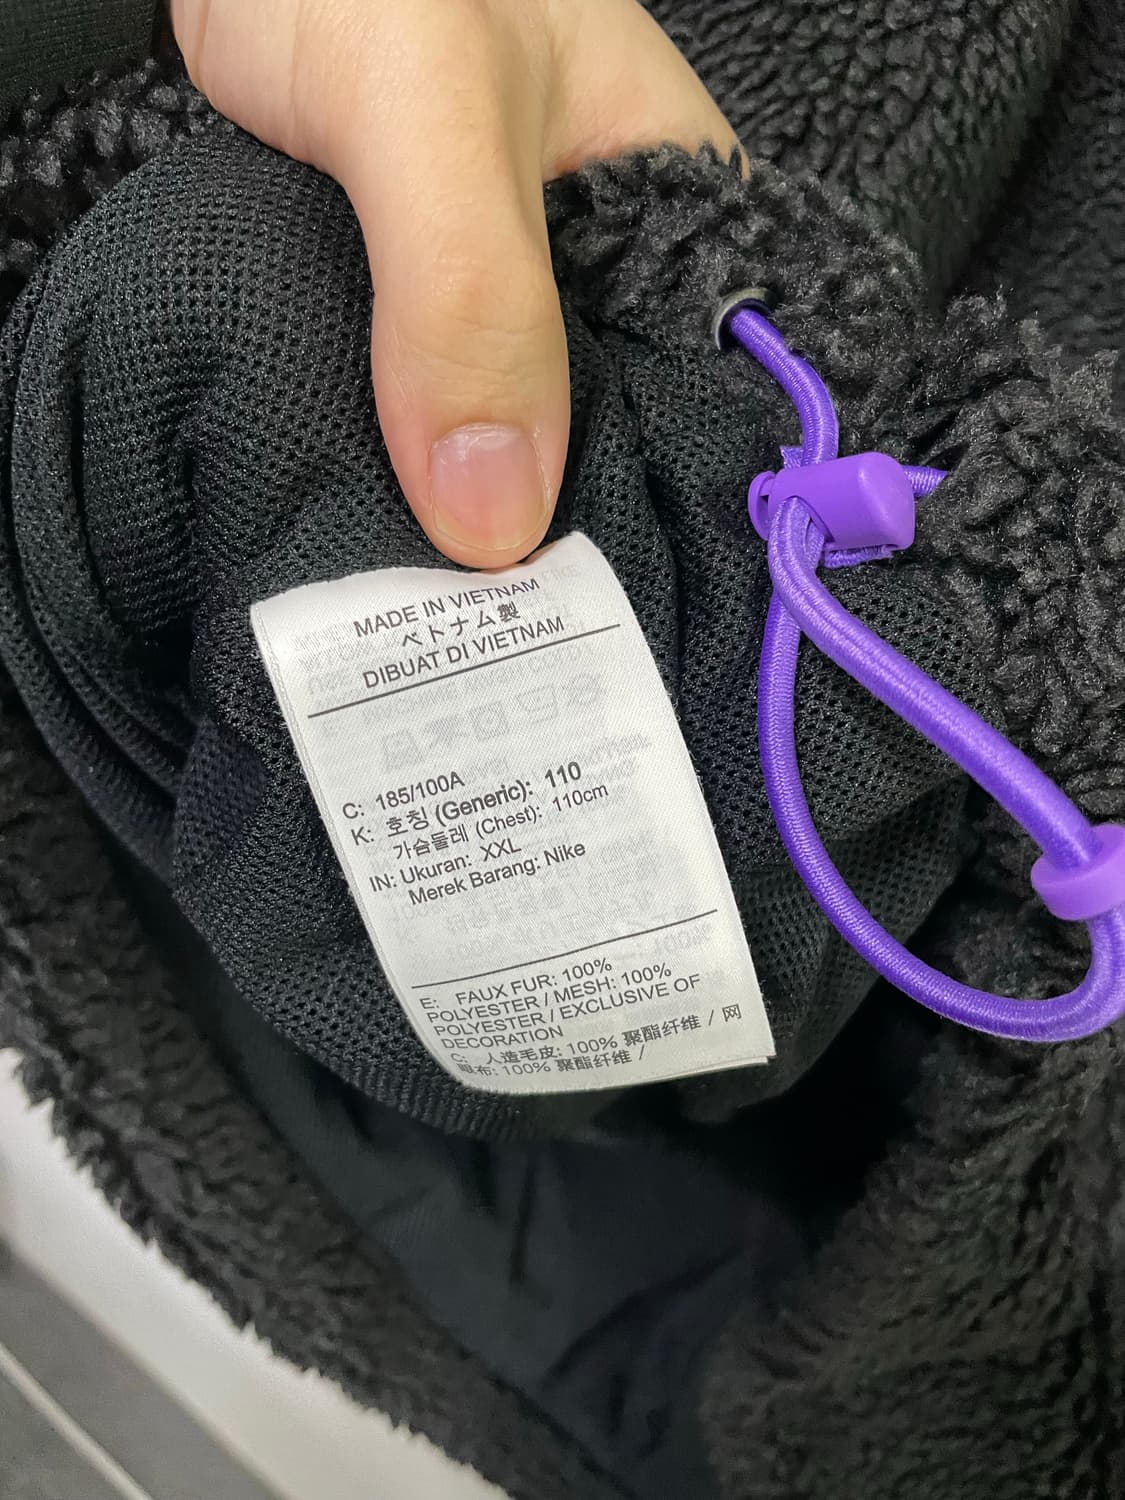 MADE IN VIETNAM
ベトナム製
DIBUAT DI VIETNAM
C: 185/100A
K: 호칭 (Generic): 110
가슴둘레 (Chest): 110cm
IN: Ukuran: XXL
Merek Barang: Nike
E: FAUX FUR: 100%
POLYESTER / MESH: 100%
POLYESTER / EXCLUSIVE OF
DECORATION
C: 人造毛皮: 100% 聚酯纤维 / 网
眼布: 100% 聚酯纤维 /